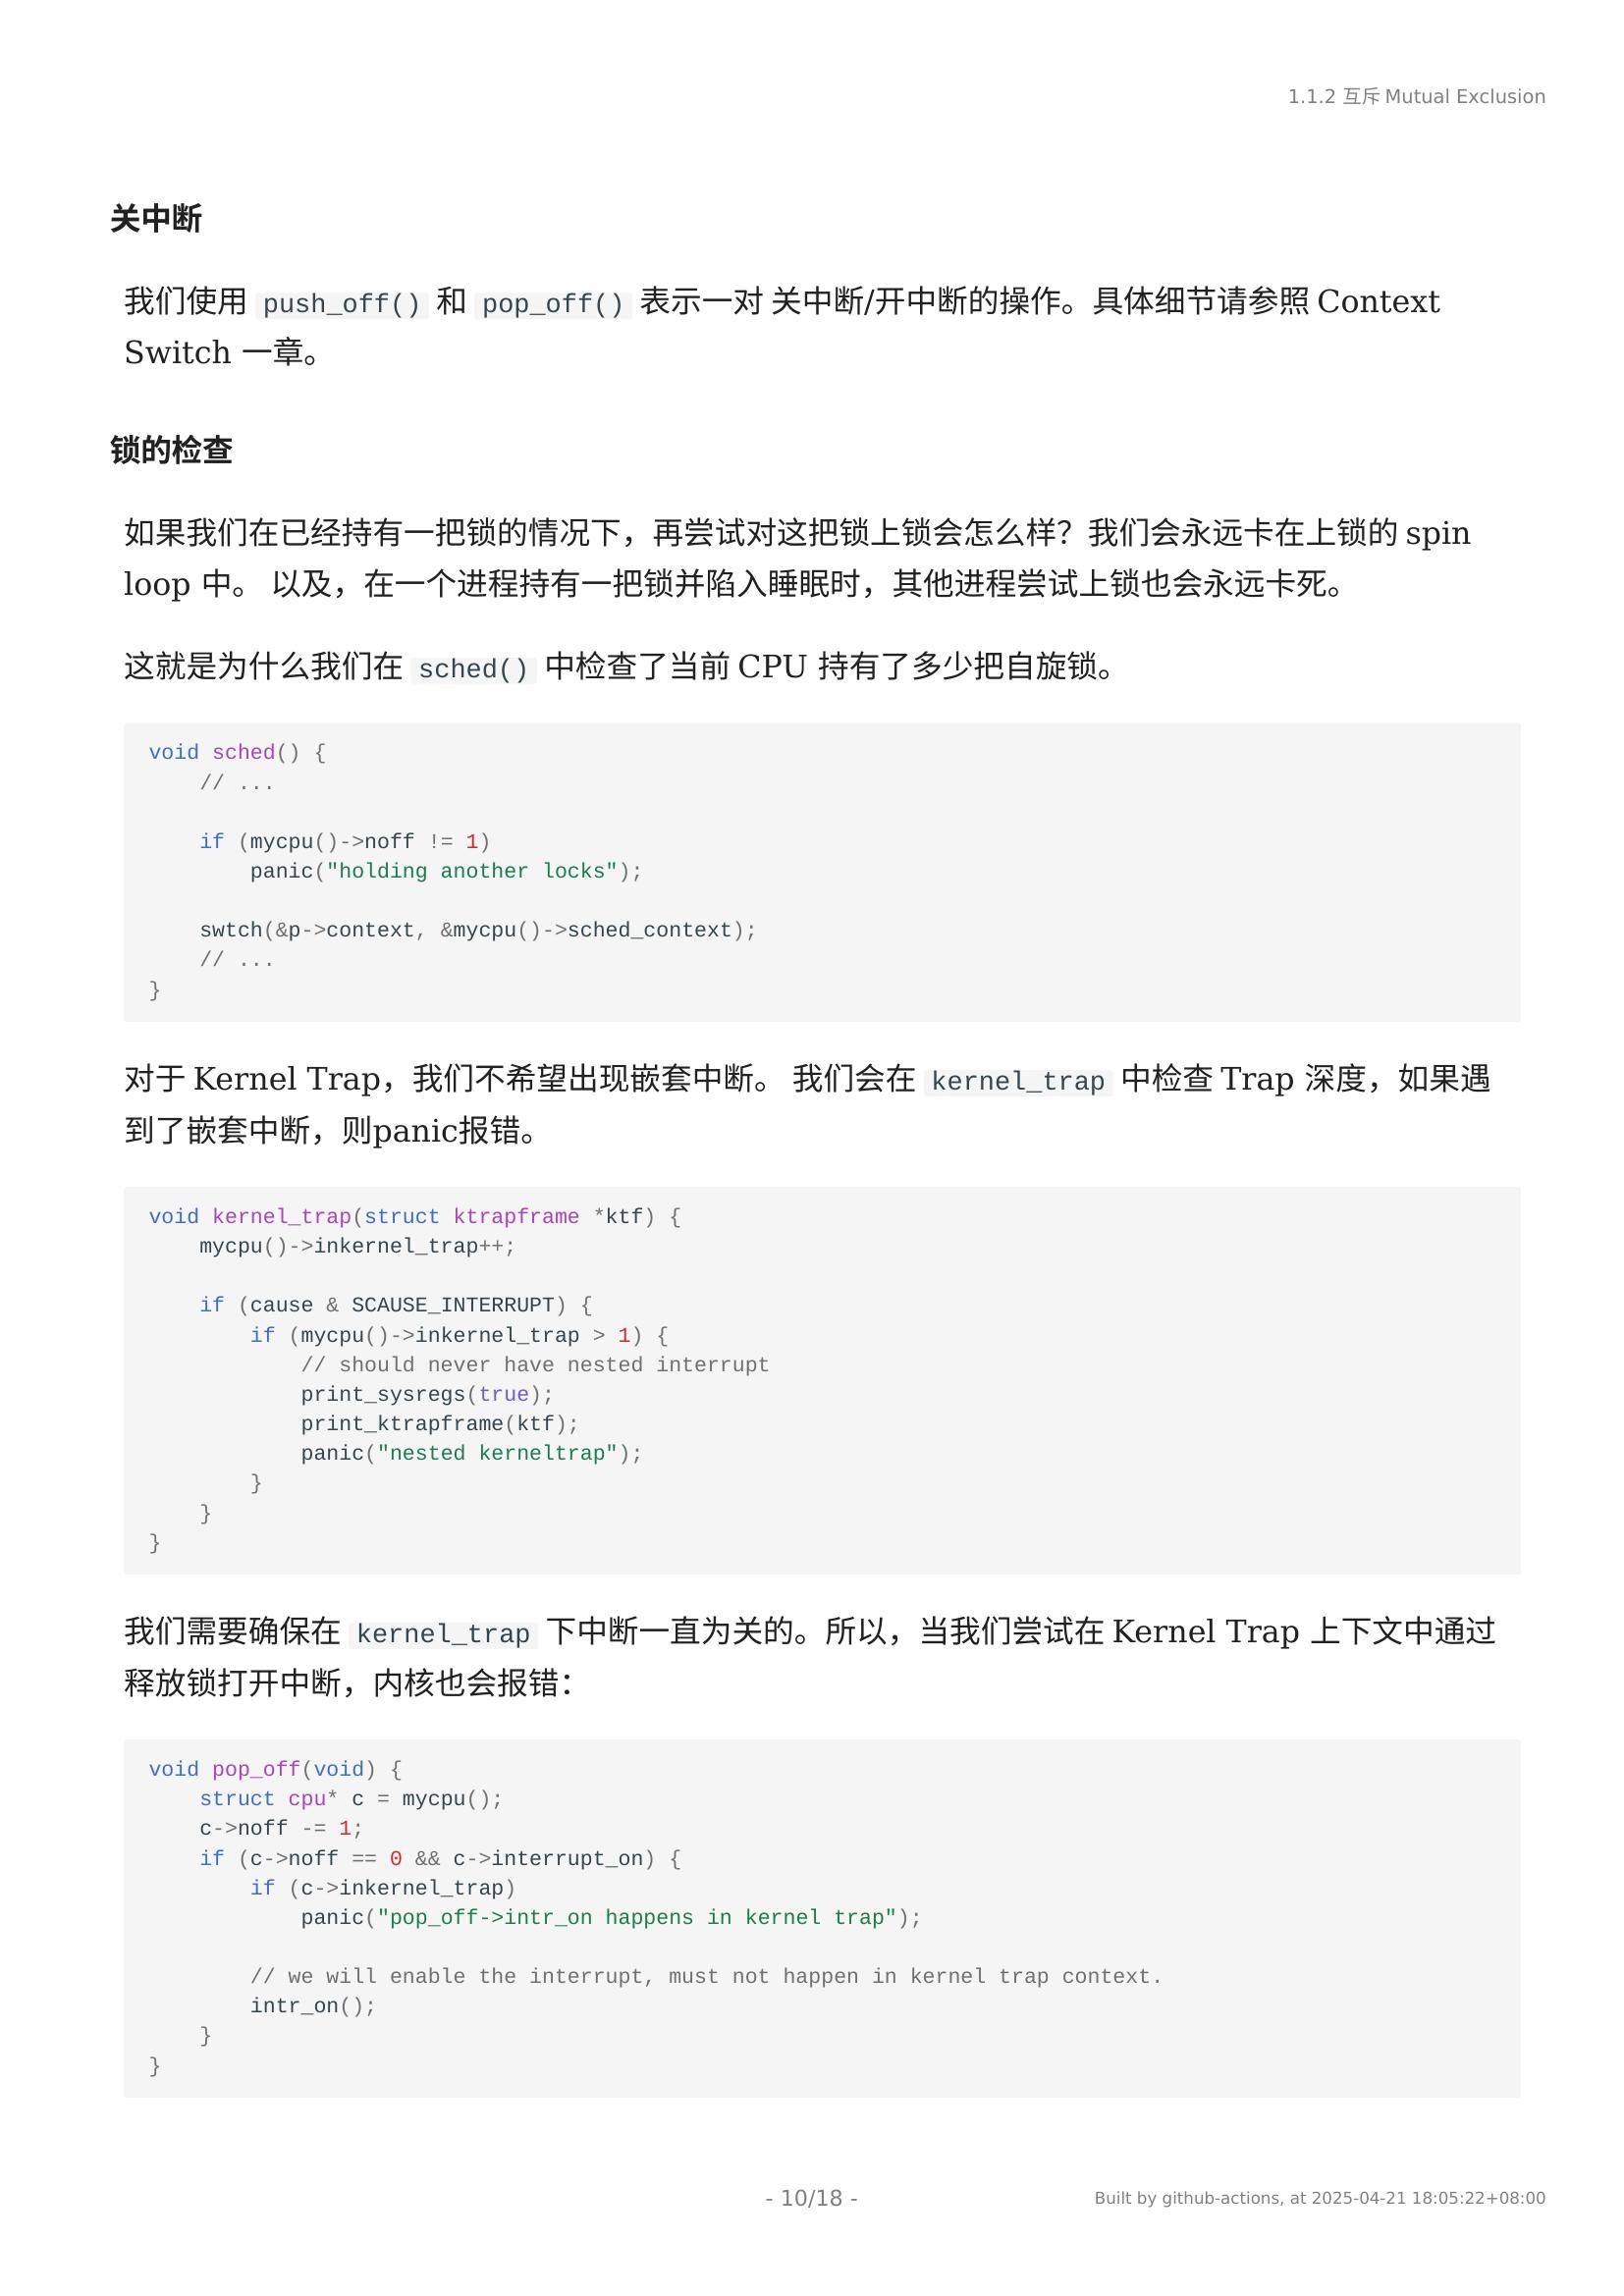 1.1.2 互斥 Mutual Exclusion
关中断
我们使用 push_off() 和 pop_off() 表示一对 关中断/开中断的操作。具体细节请参照 Context
Switch 一章。
锁的检查
如果我们在已经持有一把锁的情况下，再尝试对这把锁上锁会怎么样？我们会永远卡在上锁的 spin
loop 中。 以及，在一个进程持有一把锁并陷入睡眠时，其他进程尝试上锁也会永远卡死。
这就是为什么我们在 sched() 中检查了当前 CPU 持有了多少把自旋锁。
void sched() {
    // ...
    if (mycpu()->noff != 1)
        panic("holding another locks");
    swtch(&p->context, &mycpu()->sched_context);
    // ...
}
对于 Kernel Trap，我们不希望出现嵌套中断。 我们会在 kernel_trap 中检查 Trap 深度，如果遇
到了嵌套中断，则panic报错。
void kernel_trap(struct ktrapframe *ktf) {
    mycpu()->inkernel_trap++;
    if (cause & SCAUSE_INTERRUPT) {
        if (mycpu()->inkernel_trap > 1) {
            // should never have nested interrupt
            print_sysregs(true);
            print_ktrapframe(ktf);
            panic("nested kerneltrap");
        }
    }
}
我们需要确保在 kernel_trap 下中断一直为关的。所以，当我们尝试在 Kernel Trap 上下文中通过
释放锁打开中断，内核也会报错：
void pop_off(void) {
    struct cpu* c = mycpu();
    c->noff -= 1;
    if (c->noff == 0 && c->interrupt_on) {
        if (c->inkernel_trap)
            panic("pop_off->intr_on happens in kernel trap");
        // we will enable the interrupt, must not happen in kernel trap context.
        intr_on();
    }
}
- 10/18 -
Built by github-actions, at 2025-04-21 18:05:22+08:00